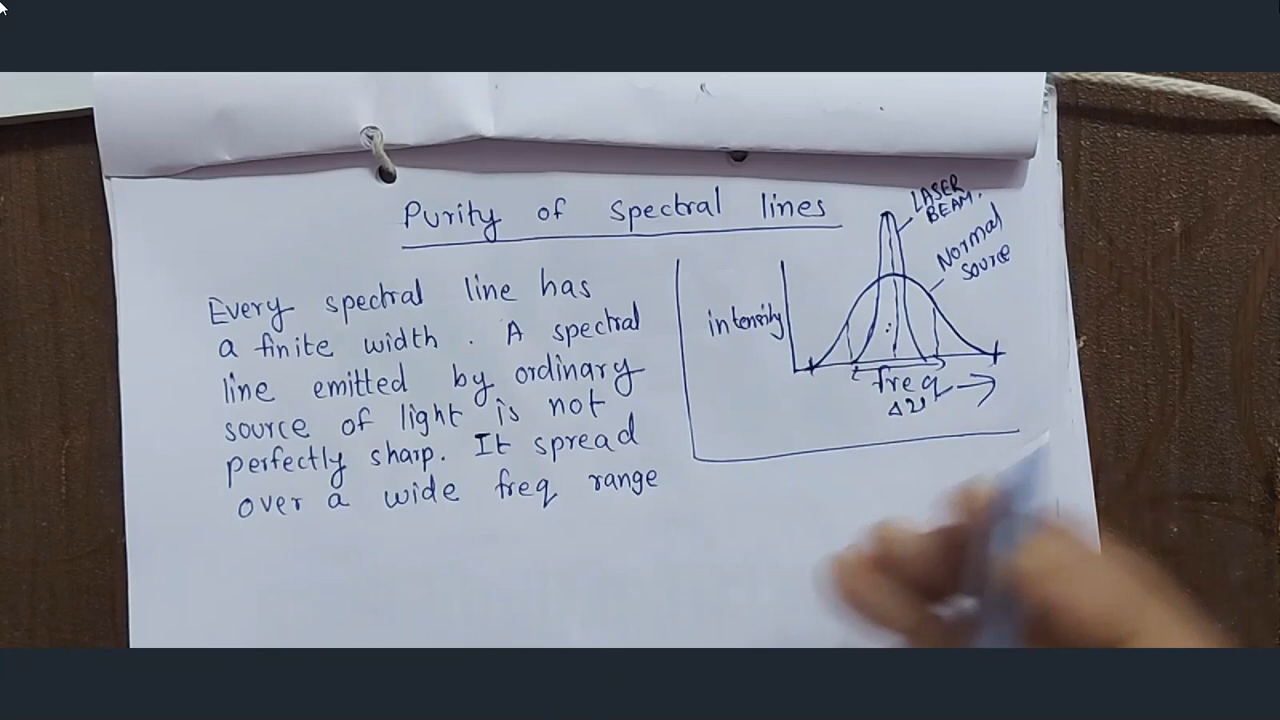 Purity of spectral lines
Every spectral line has
a finite width . A spectral
line emitted by ordinary
source of light is not
perfectly sharp. It spread
over a wide freq range
LASER
BEAM.
Normal
source
intensity
freq
Δν